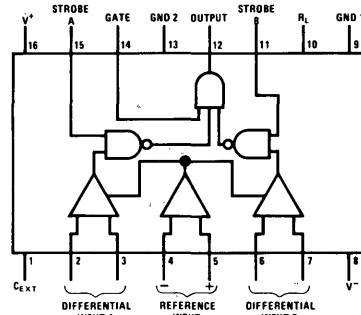 STROBE STROBE
V+ A GATE GND 2 OUTPUT B RL GND
16 15 14 13 12 11 10 9
1 2 3 4 5 6 7 8
CEXT − + V−
DIFFERENTIAL REFERENCE DIFFERENTIAL